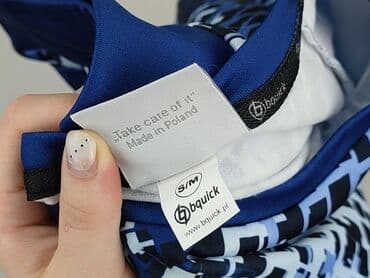 „Take care of it"
Made in Poland
bquick
S/M
bquick
www.bquick.pl